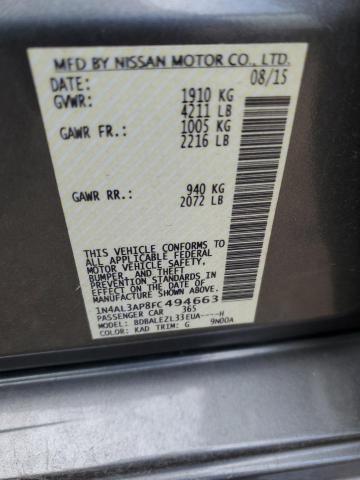 MFD BY NISSAN MOTOR CO., LTD.
DATE: 08/15
GVWR: 1910 KG
4211 LB
GAWR FR.: 1005 KG
2216 LB
GAWR RR.: 940 KG
2072 LB
THIS VEHICLE CONFORMS
TO ALL APPLICABLE FEDERAL
MOTOR VEHICLE SAFETY,
BUMPER, AND THEFT
PREVENTION STANDARDS IN
EFFECT ON THE DATE OF
MANUFACTURE SHOWN ABOVE.
1N4AL3AP8FC494663
PASSENGER CAR 365
MODEL: BDBALEZL33EUA----H
COLOR: KAD TRIM: G 9N00A